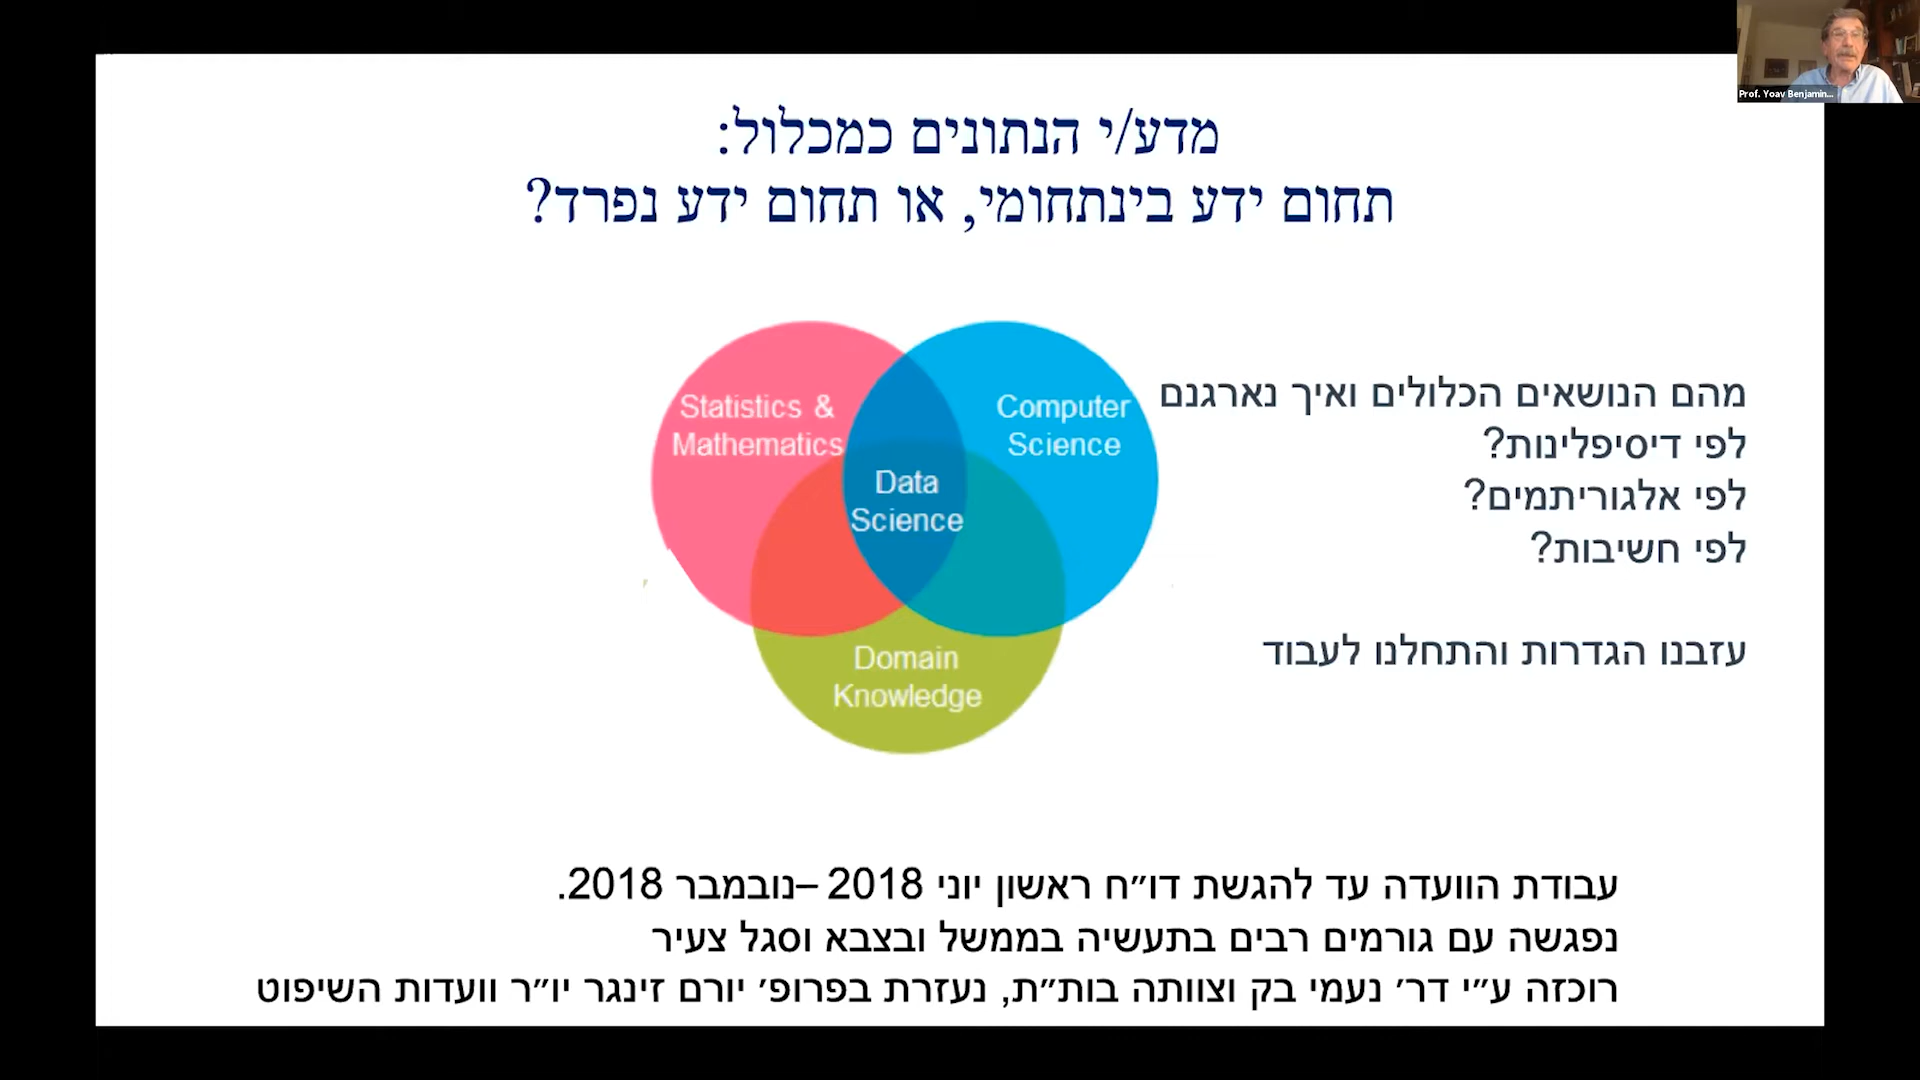 Prof. Yoav Benjamin...
מדע/י הנתונים כמכלול:
תחום ידע בינתחומי, או תחום ידע נפרד?
Statistics &
Mathematics
Computer
Science
Data
Science
Domain
Knowledge
מהם הנושאים הכלולים ואיך נארגנם
לפי דיסיפלינות?
לפי אלגוריתמים?
לפי חשיבות?
עזבנו הגדרות והתחלנו לעבוד
עבודת הוועדה עד להגשת דו״ח ראשון יוני 2018 –נובמבר 2018.
נפגשה עם גורמים רבים בתעשיה בממשל ובצבא וסגל צעיר
רוכזה ע״י דר׳ נעמי בק וצוותה בות״ת, נעזרת בפרופ׳ יורם זינגר יו״ר וועדות השיפוט